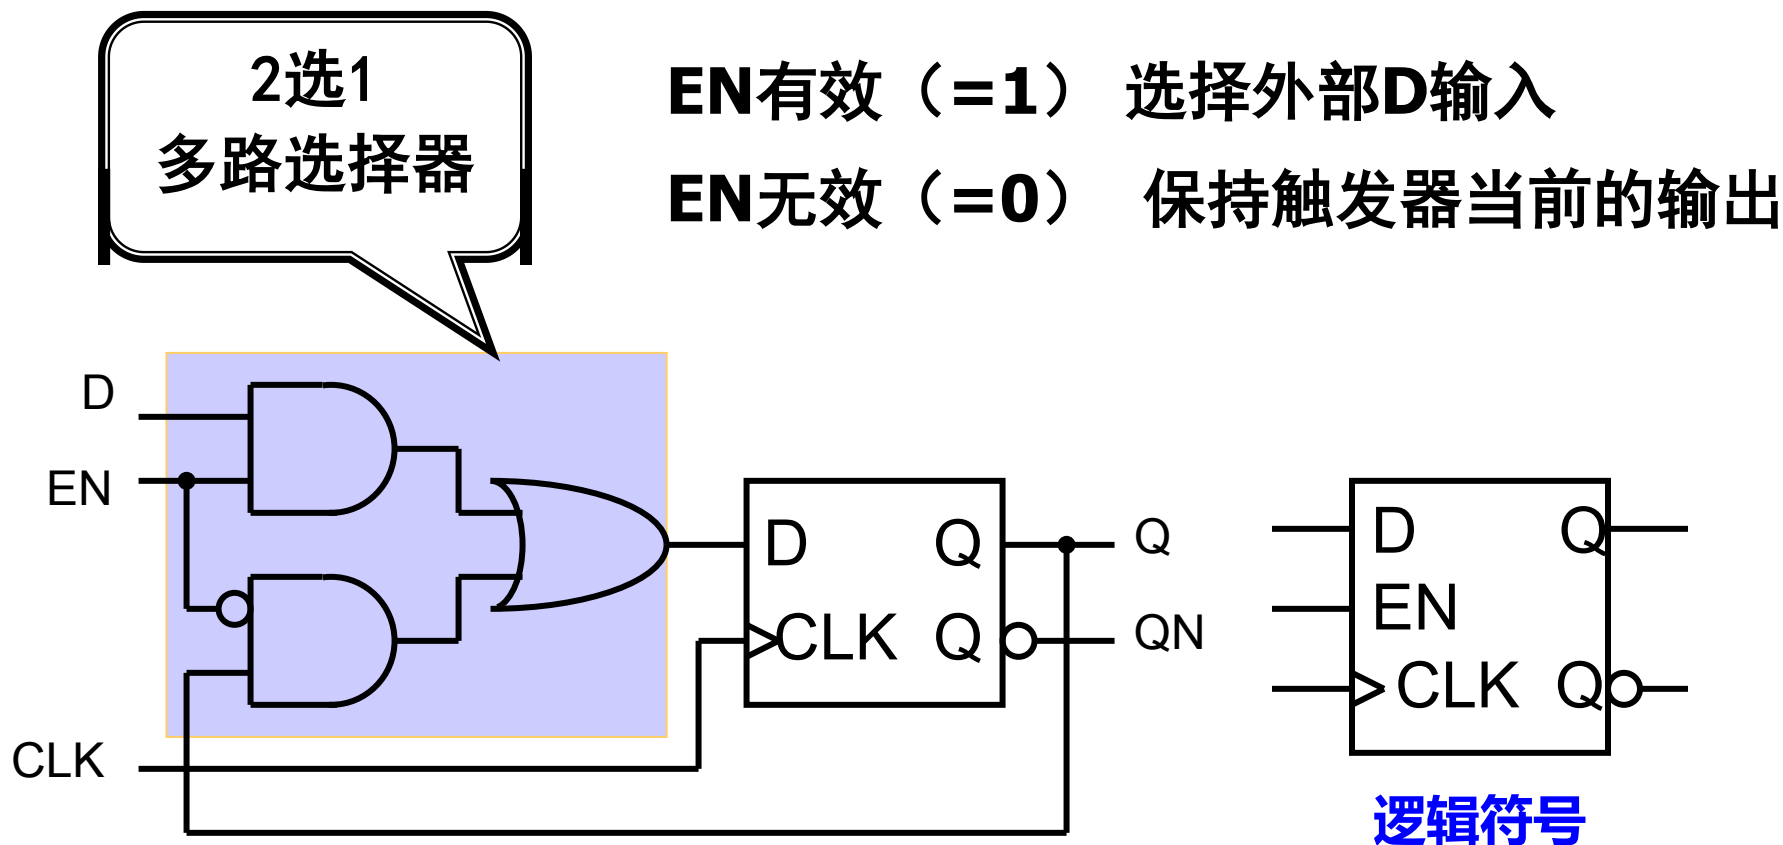 2选1
多路选择器
EN有效（=1） 选择外部D输入
EN无效（=0） 保持触发器当前的输出
D
EN
CLK
D Q
CLK Q
Q
QN
D Q
EN
CLK Q
逻辑符号